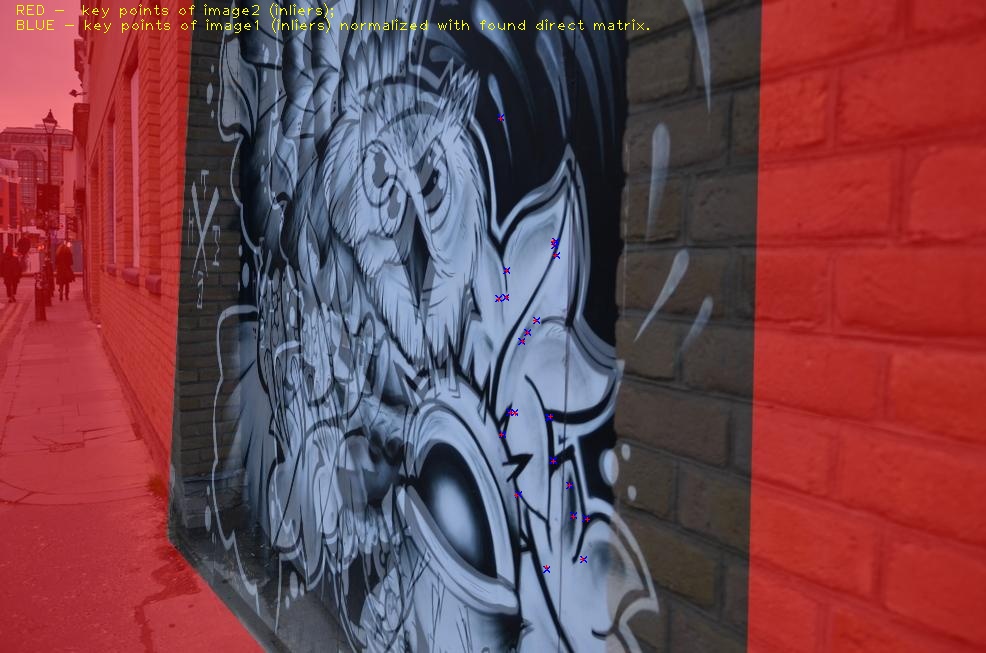 RED -  key points of image2 (inliers);
BLUE - key points of image1 (inliers) normalized with found direct matrix.